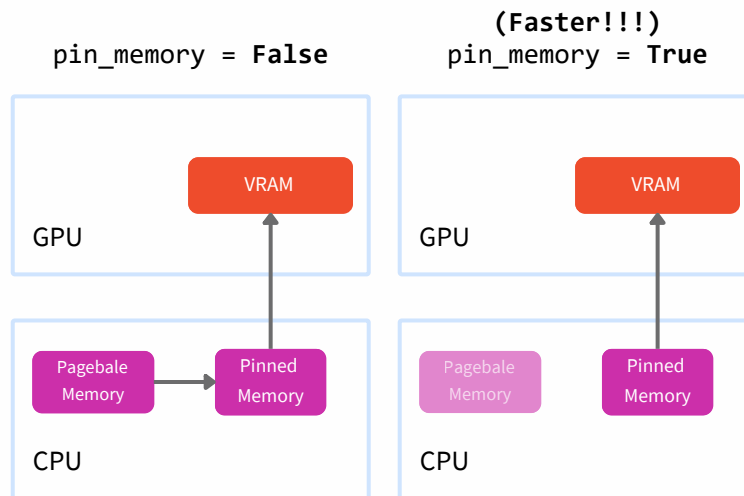 pin_memory = False
VRAM
GPU
Pagebale
Memory
Pinned
Memory
CPU
(Faster!!!)
pin_memory = True
VRAM
GPU
Pagebale
Memory
Pinned
Memory
CPU